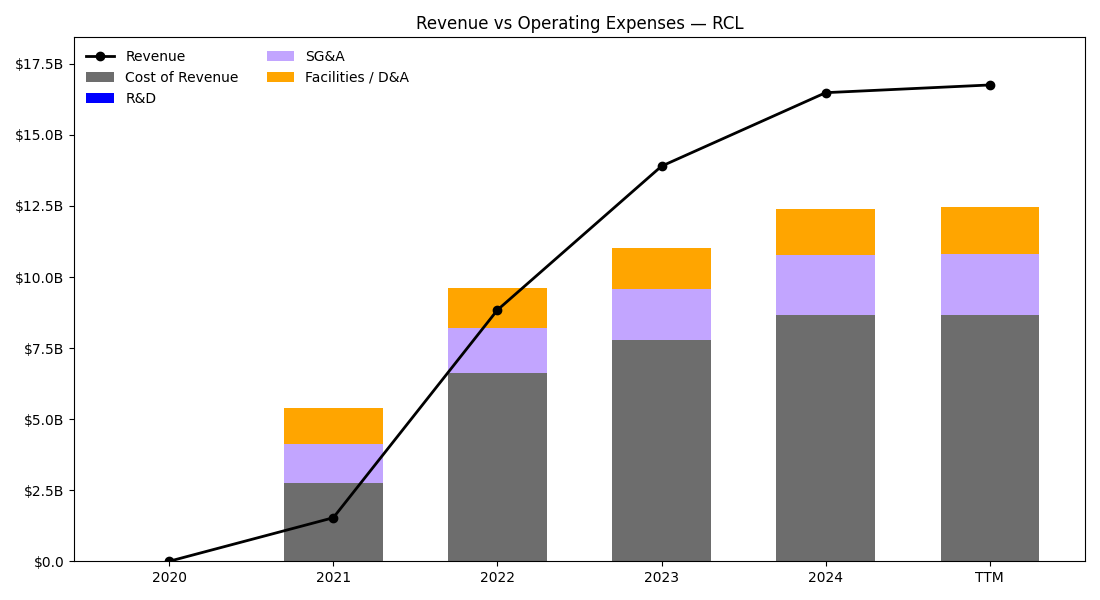 Revenue vs Operating Expenses — RCL
Revenue
Cost of Revenue
R&D
SG&A
Facilities / D&A
$17.5B
$15.0B
$12.5B
$10.0B
$7.5B
$5.0B
$2.5B
$0.0
2020 2021 2022 2023 2024 TTM